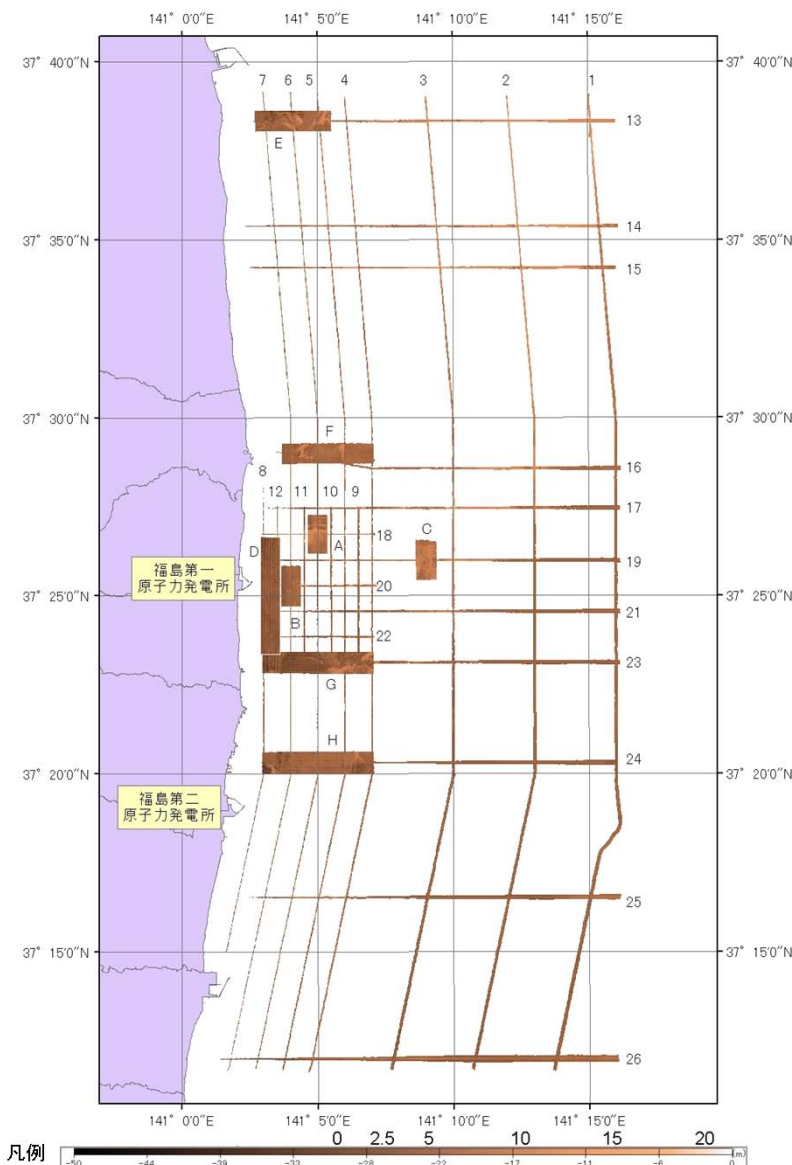 141° 0'0"E 141° 5'0"E 141° 10'0"E 141° 15'0"E
37° 40'0"N 37° 40'0"N
7 6 5 4 3 2 1
13
E
37° 35'0"N 14 37° 35'0"N
15
37° 30'0"N 37° 30'0"N
F
8 16
12 11 10 9 17
C
18
D A
福島第一
原子力発電所
19
37° 25'0"N 20 37° 25'0"N
B 21
22
23
G
H
24
37° 20'0"N 37° 20'0"N
福島第二
原子力発電所
25
37° 15'0"N 37° 15'0"N
26
141° 0'0"E 141° 5'0"E 141° 10'0"E 141° 15'0"E
凡例 0 2.5 5 10 15 20
(m)
-50 -44 -39 -33 -28 -22 -17 -11 -6 0